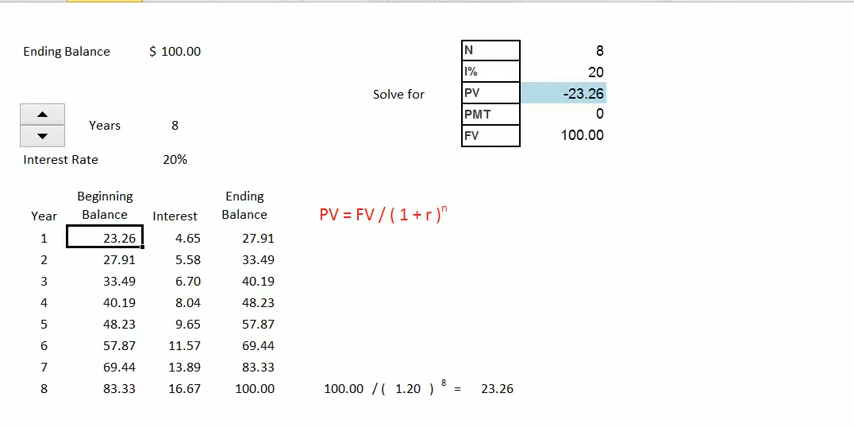 Ending Balance $ 100.00
N 8
I% 20
Solve for PV -23.26
PMT 0
FV 100.00
Years 8
Interest Rate 20%
Year Beginning Balance Interest Ending Balance
PV = FV / ( 1 + r )ⁿ
1 23.26 4.65 27.91
2 27.91 5.58 33.49
3 33.49 6.70 40.19
4 40.19 8.04 48.23
5 48.23 9.65 57.87
6 57.87 11.57 69.44
7 69.44 13.89 83.33
8 83.33 16.67 100.00 100.00 / ( 1.20 ) ⁸ = 23.26